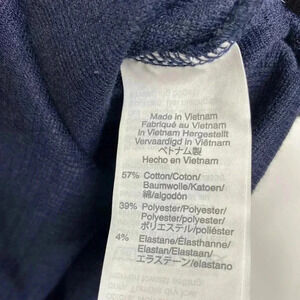 Made in Vietnam
Fabriqué au Vietnam
In Vietnam Hergestellt
Vervaardigd in Vietnam
ベトナム製
Hecho en Vietnam
57% Cotton/Coton/
Baumwolle/Katoen/
綿/algodón
39% Polyester/Polyester/
Polyester/Polyester/
ポリエステル/poliéster
4% Elastane/Élasthanne/
Elastan/Elastaan/
エラステーン/elastano